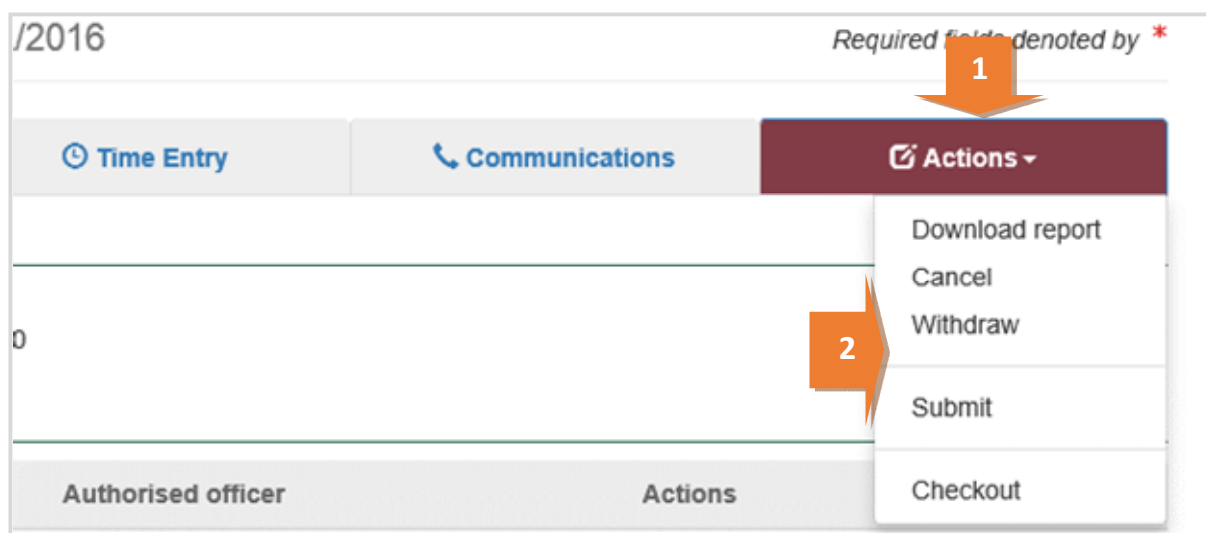 /2016
Required fields denoted by *
1
Time Entry
Communications
Actions
Download report
Cancel
Withdraw
2
Submit
Authorised officer
Actions
Checkout